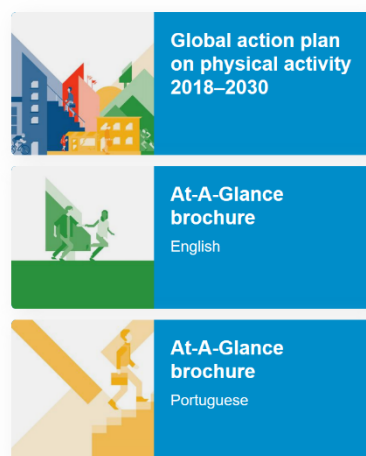 Global action plan
on physical activity
2018–2030
At-A-Glance
brochure
English
At-A-Glance
brochure
Portuguese